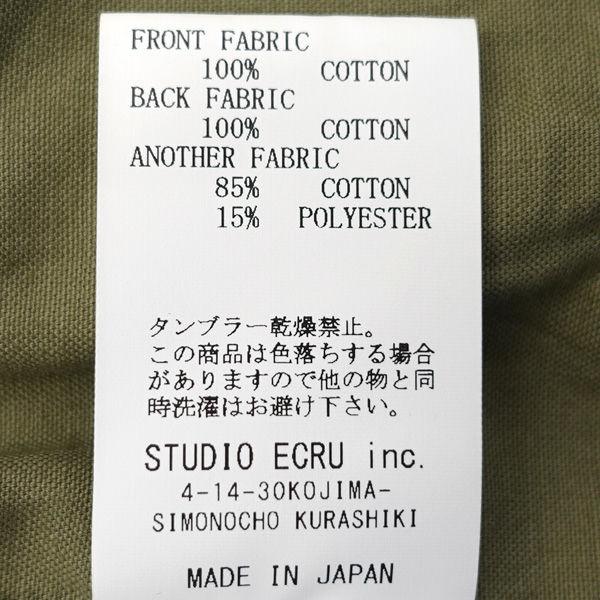 FRONT FABRIC
100% COTTON
BACK FABRIC
100% COTTON
ANOTHER FABRIC
85% COTTON
15% POLYESTER
タンブラー乾燥禁止。
この商品は色落ちする場合
がありますので他の物と同
時洗濯はお避け下さい。
STUDIO ECRU inc.
4-14-30KOJIMA-
SIMONOCHO KURASHIKI
MADE IN JAPAN